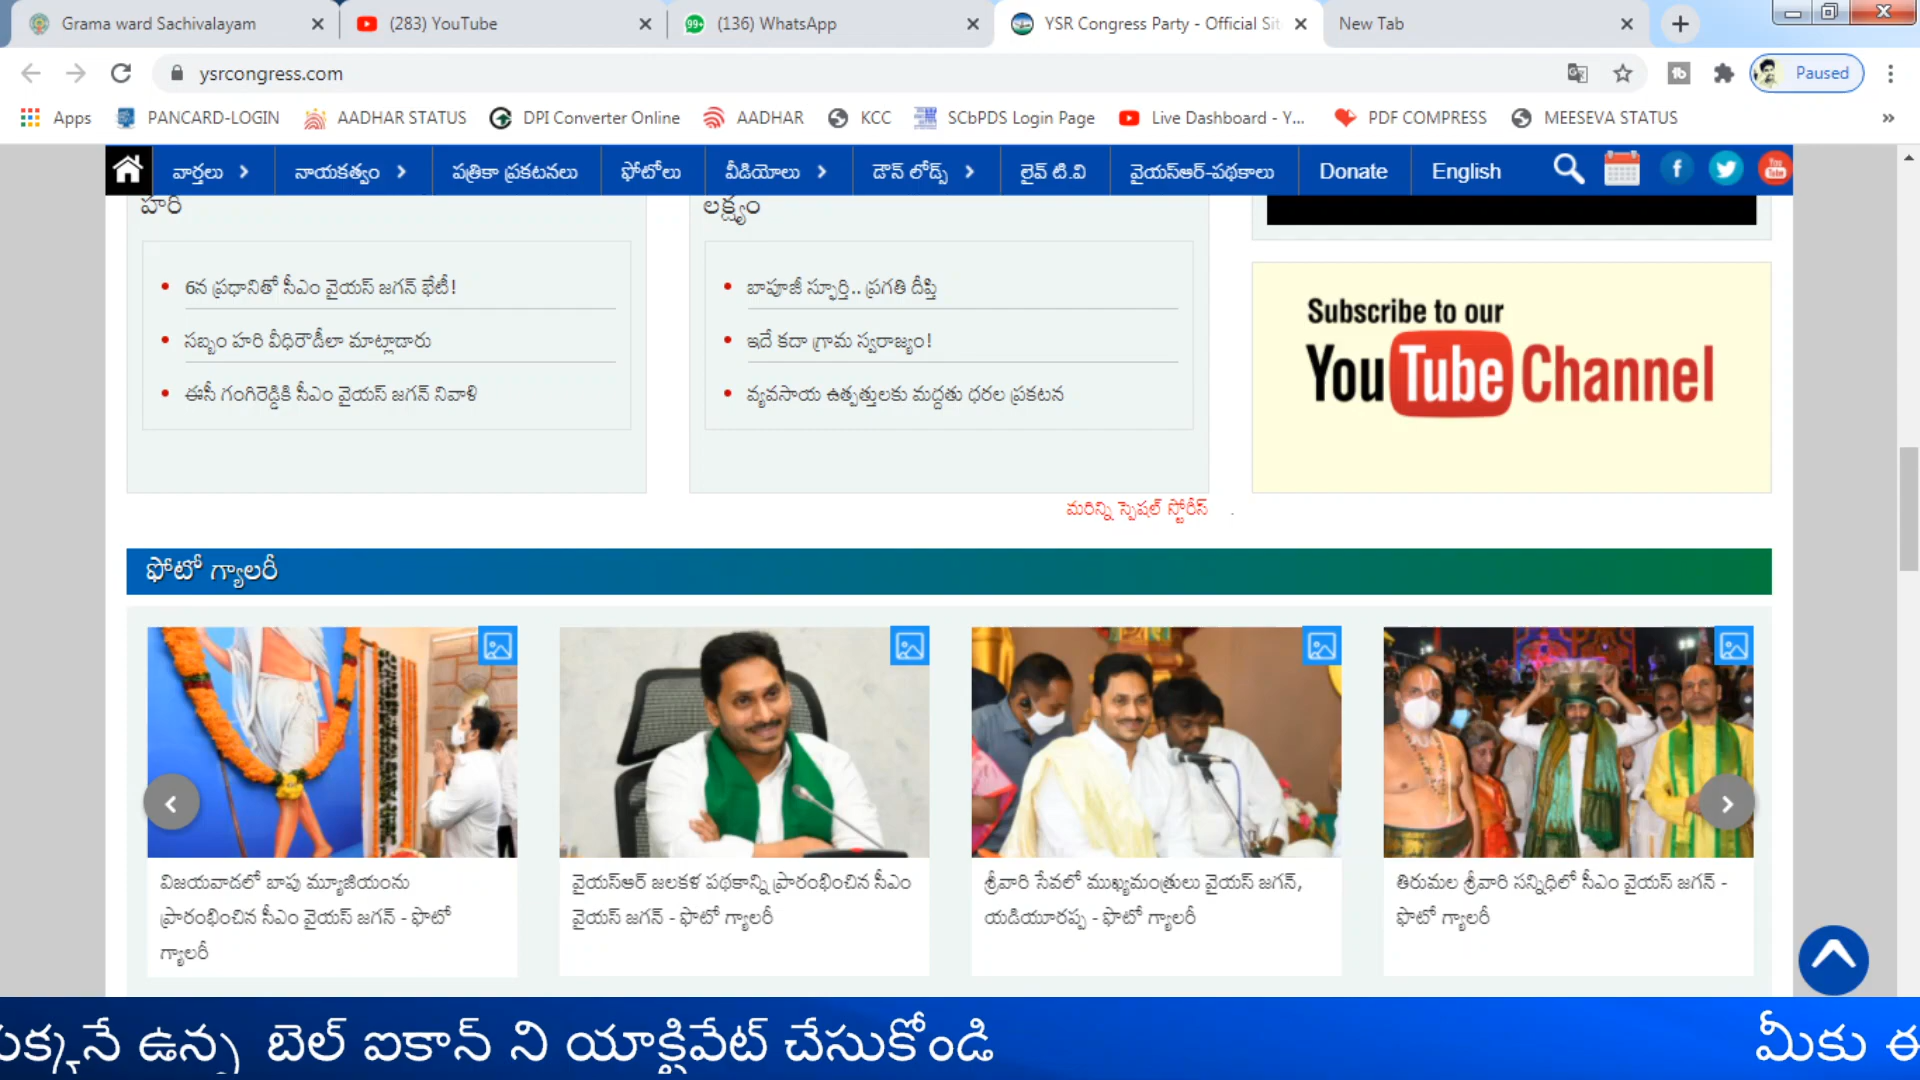 Grama ward Sachivalayam
(283) YouTube
99+ (136) WhatsApp
YSR Congress Party - Official Sit
New Tab
ysrcongress.com
Paused
Apps PANCARD-LOGIN AADHAR STATUS DPI Converter Online AADHAR KCC SCbPDS Login Page Live Dashboard - Y... PDF COMPRESS MEESEVA STATUS »
వార్తలు నాయకత్వం పత్రికా ప్రకటనలు ఫోటోలు వీడియోలు డౌన్ లోడ్స్ లైవ్ టి.వి వైయస్ఆర్-పథకాలు Donate English
హరి
6న ప్రధానితో సీఎం వైయస్ జగన్ భేటీ!
సబ్బం హరి వీధిరౌడీలా మాట్లాడారు
ఈసీ గంగిరెడ్డికి సీఎం వైయస్ జగన్ నివాళి
లక్ష్యం
బాపూజీ స్ఫూర్తి.. ప్రగతి దీప్తి
ఇదే కదా గ్రామ స్వరాజ్యం!
వ్యవసాయ ఉత్పత్తులకు మద్దతు ధరల ప్రకటన
Subscribe to our
YouTube Channel
మరిన్ని స్పెషల్ స్టోరీస్ .
ఫోటో గ్యాలరీ
విజయవాడలో బాపు మ్యూజియంను
ప్రారంభించిన సీఎం వైయస్ జగన్ - ఫొటో
గ్యాలరీ
వైయస్ఆర్ జలకళ పథకాన్ని ప్రారంభించిన సీఎం
వైయస్ జగన్ - ఫొటో గ్యాలరీ
శ్రీవారి సేవలో ముఖ్యమంత్రులు వైయస్ జగన్,
యడియూరప్ప - ఫొటో గ్యాలరీ
తిరుమల శ్రీవారి సన్నిధిలో సీఎం వైయస్ జగన్ -
ఫొటో గ్యాలరీ
పక్కనే ఉన్న బెల్ ఐకాన్ ని యాక్టివేట్ చేసుకోండి మీకు ఈ